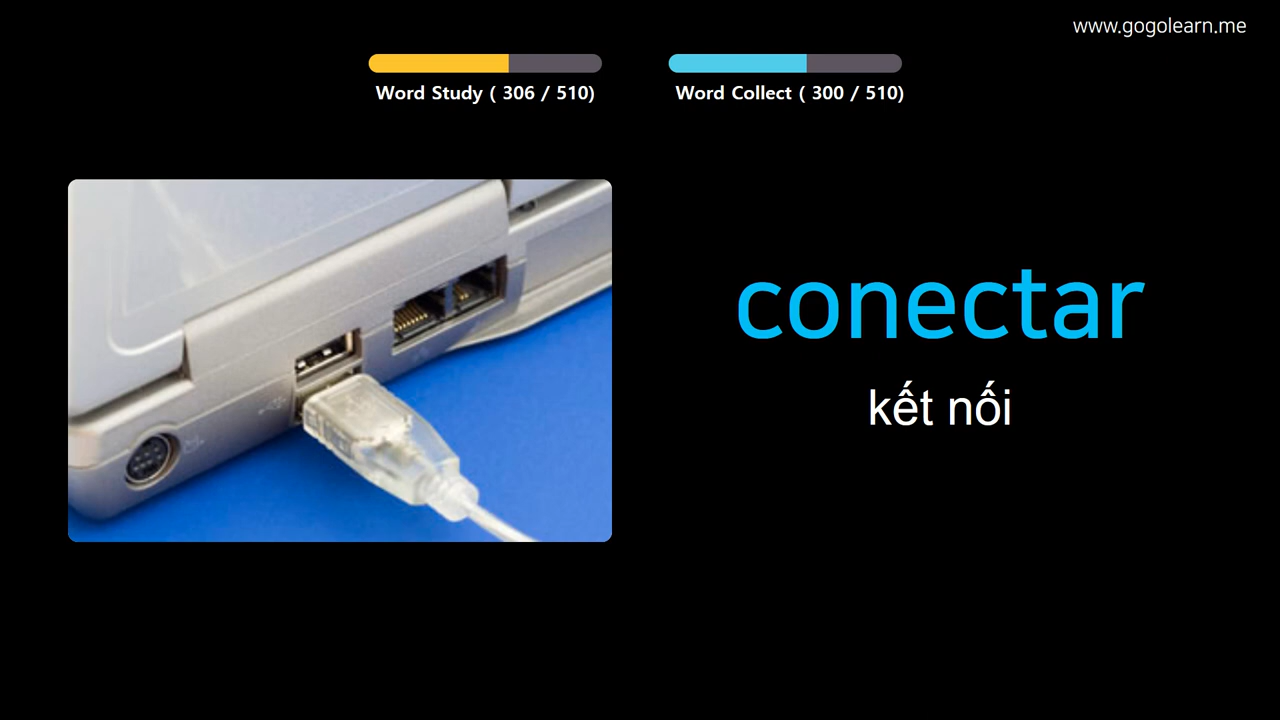 www.gogolearn.me
Word Study ( 306 / 510)
Word Collect ( 300 / 510)
conectar
kết nối